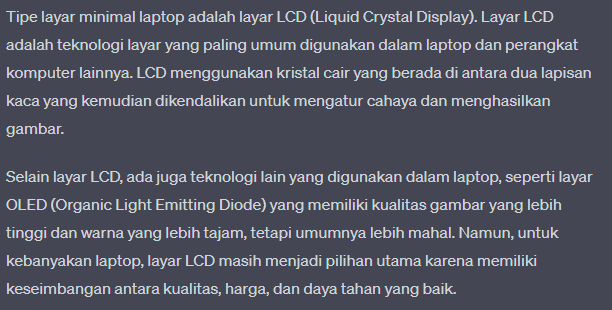 Tipe layar minimal laptop adalah layar LCD (Liquid Crystal Display). Layar LCD
adalah teknologi layar yang paling umum digunakan dalam laptop dan perangkat
komputer lainnya. LCD menggunakan kristal cair yang berada di antara dua lapisan
kaca yang kemudian dikendalikan untuk mengatur cahaya dan menghasilkan
gambar.
Selain layar LCD, ada juga teknologi lain yang digunakan dalam laptop, seperti layar
OLED (Organic Light Emitting Diode) yang memiliki kualitas gambar yang lebih
tinggi dan warna yang lebih tajam, tetapi umumnya lebih mahal. Namun, untuk
kebanyakan laptop, layar LCD masih menjadi pilihan utama karena memiliki
keseimbangan antara kualitas, harga, dan daya tahan yang baik.